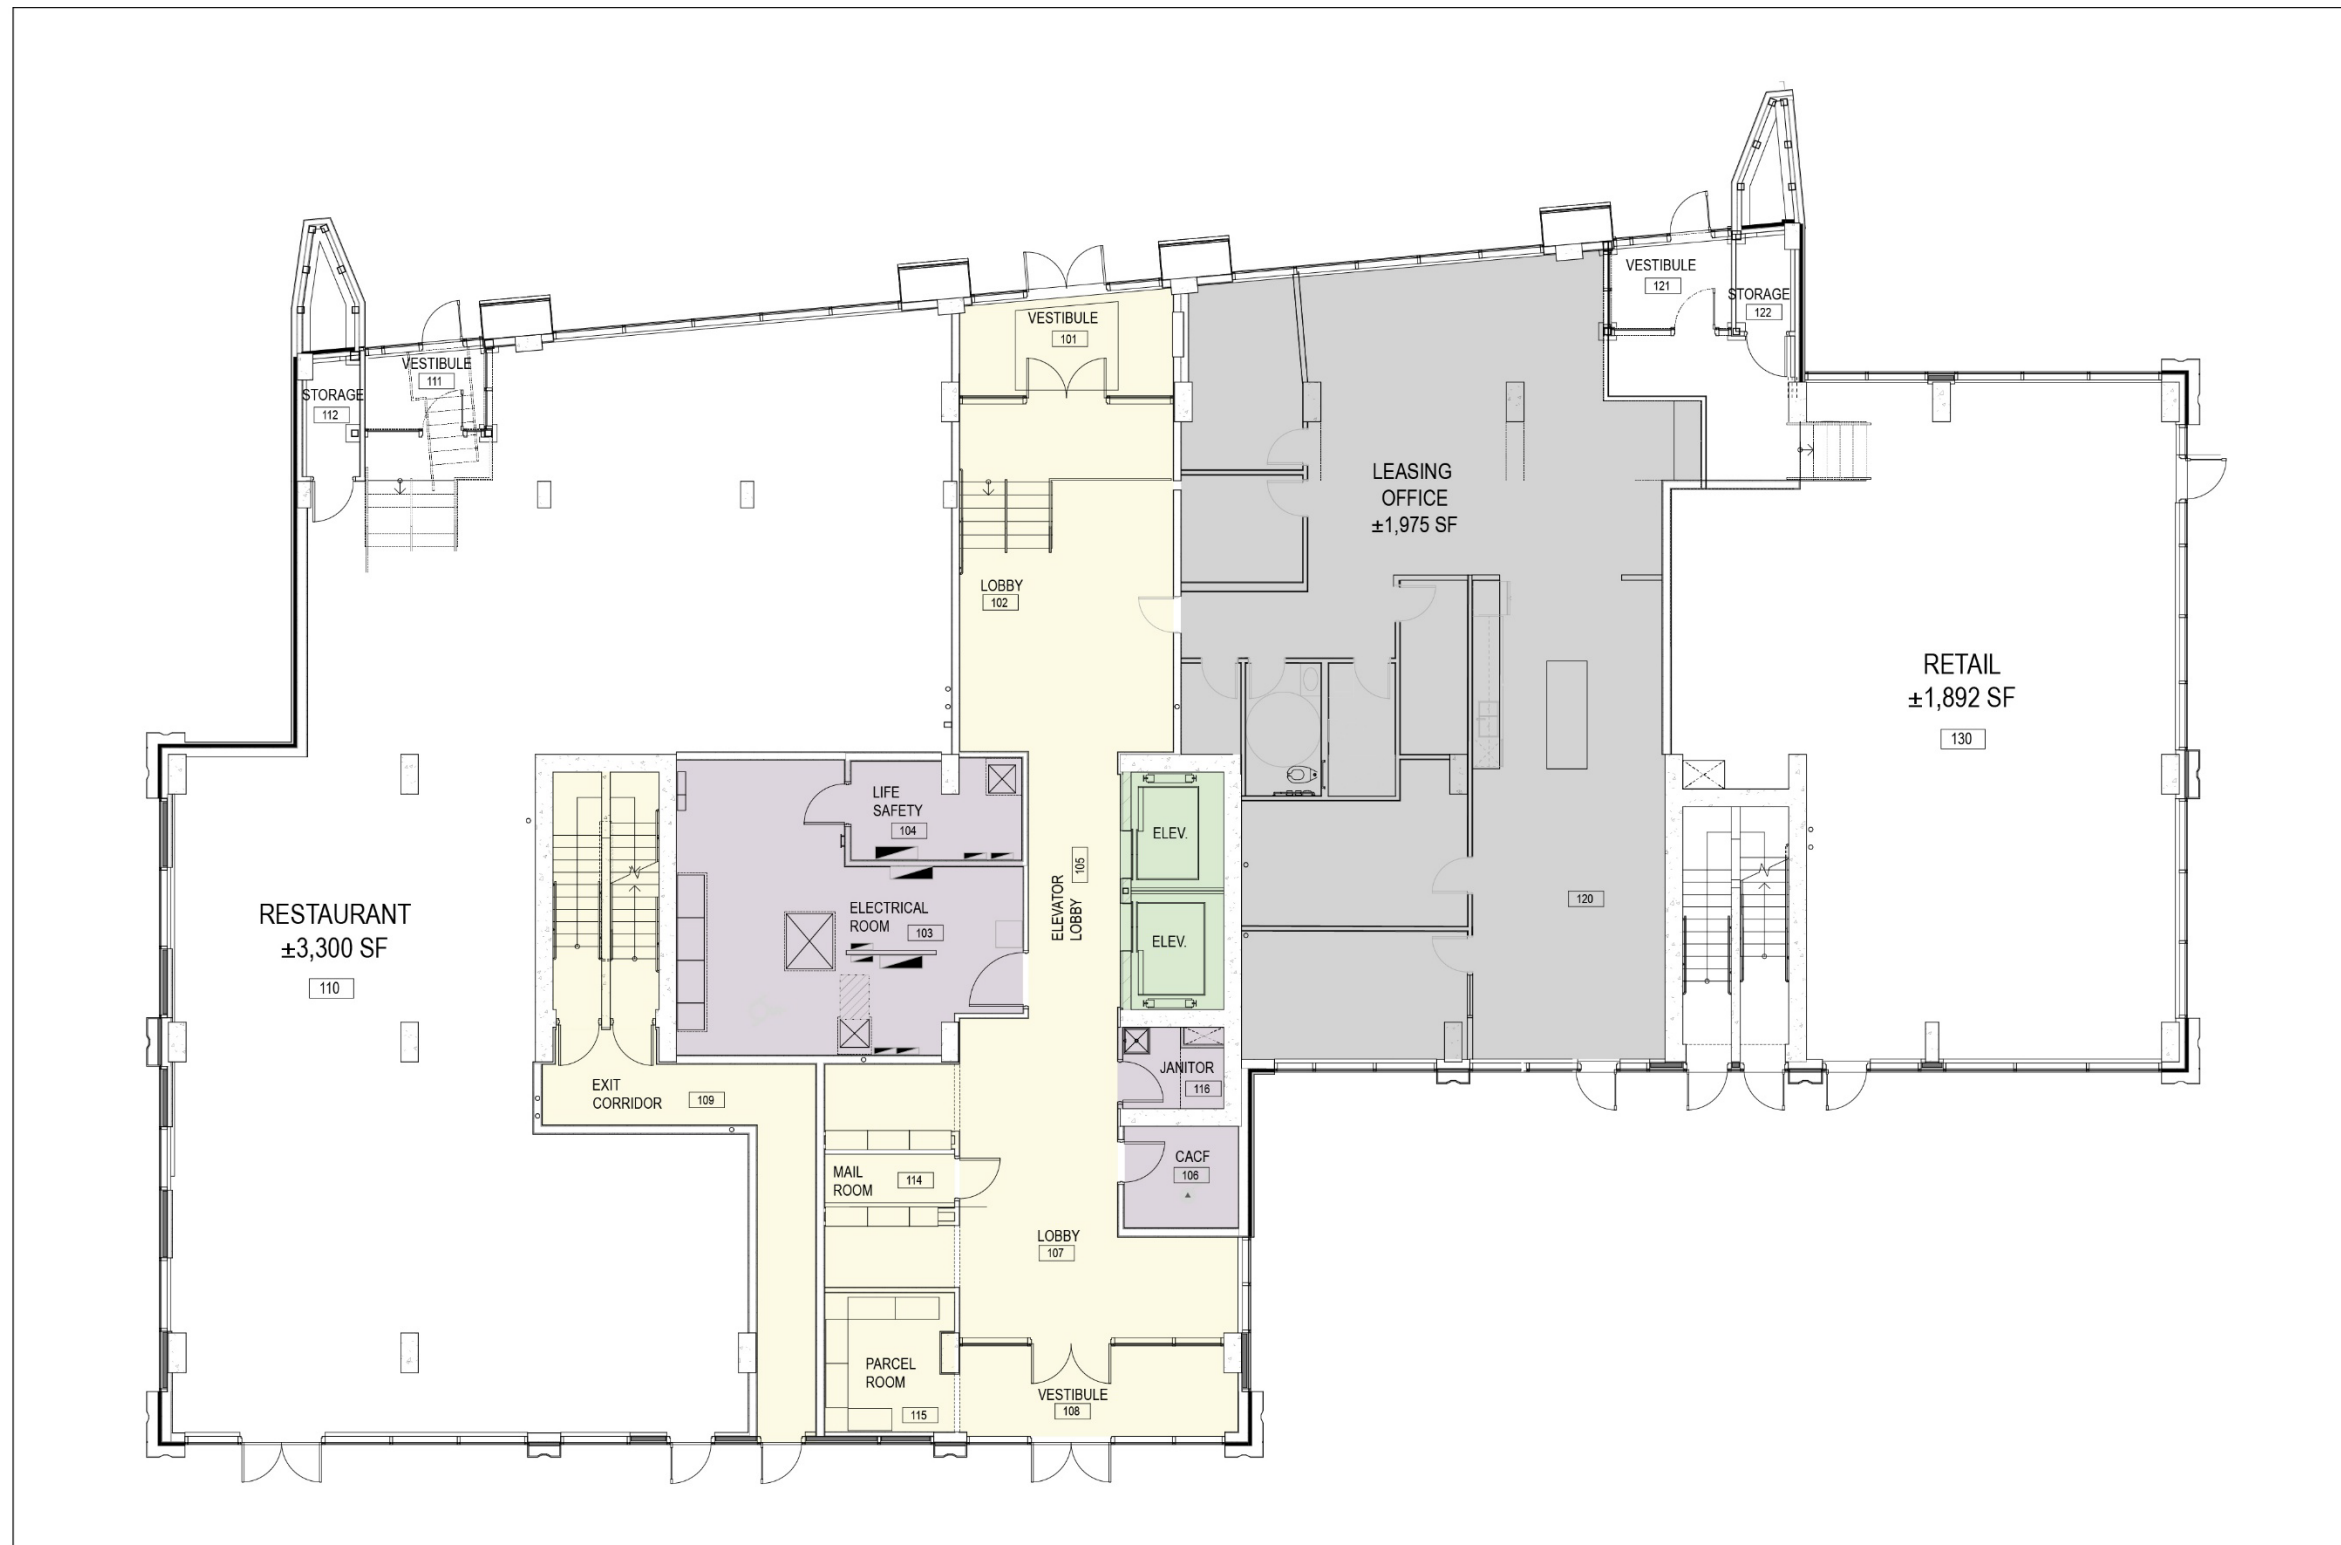 VESTIBULE
121
STORAGE
122
VESTIBULE
101
VESTIBULE
111
STORAGE
112
LEASING
OFFICE
±1,975 SF
LOBBY
102
RETAIL
±1,892 SF
130
LIFE
SAFETY
104
ELEV.
ELEVATOR
LOBBY
105
120
RESTAURANT
±3,300 SF
110
ELECTRICAL
ROOM
103
ELEV.
JANITOR
116
EXIT
CORRIDOR
109
MAIL
ROOM
114
CACF
106
LOBBY
107
PARCEL
ROOM
115
VESTIBULE
108